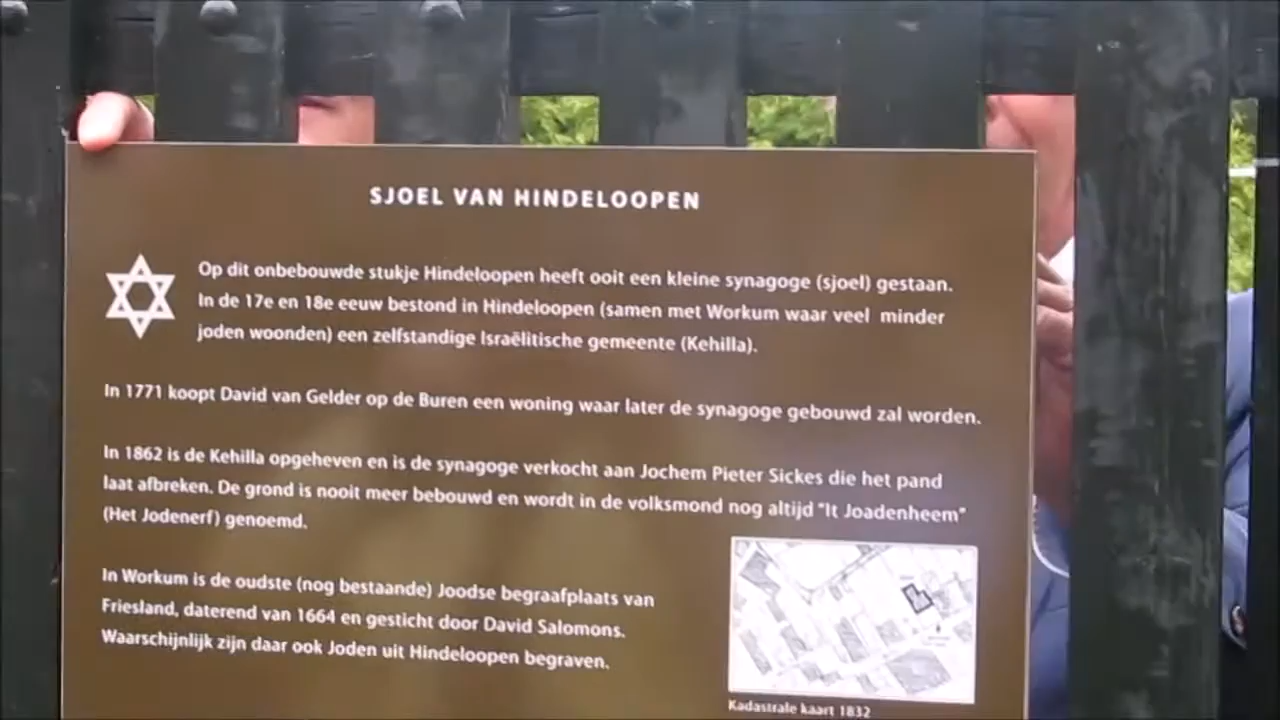 SJOEL VAN HINDELOOPEN
Op dit onbebouwde stukje Hindeloopen heeft ooit een kleine synagoge (sjoel) gestaan.
In de 17e en 18e eeuw bestond in Hindeloopen (samen met Workum waar veel minder
joden woonden) een zelfstandige Israëlitische gemeente (Kehilla).
In 1771 koopt David van Gelder op de Buren een woning waar later de synagoge gebouwd zal worden.
In 1862 is de Kehilla opgeheven en is de synagoge verkocht aan Jochem Pieter Sickes die het pand
laat afbreken. De grond is nooit meer bebouwd en wordt in de volksmond nog altijd "It Joadenheem"
(Het Jodenerf) genoemd.
In Workum is de oudste (nog bestaande) Joodse begraafplaats van
Friesland, daterend van 1664 en gesticht door David Salomons.
Waarschijnlijk zijn daar ook Joden uit Hindeloopen begraven.
Kadastrale kaart 1832